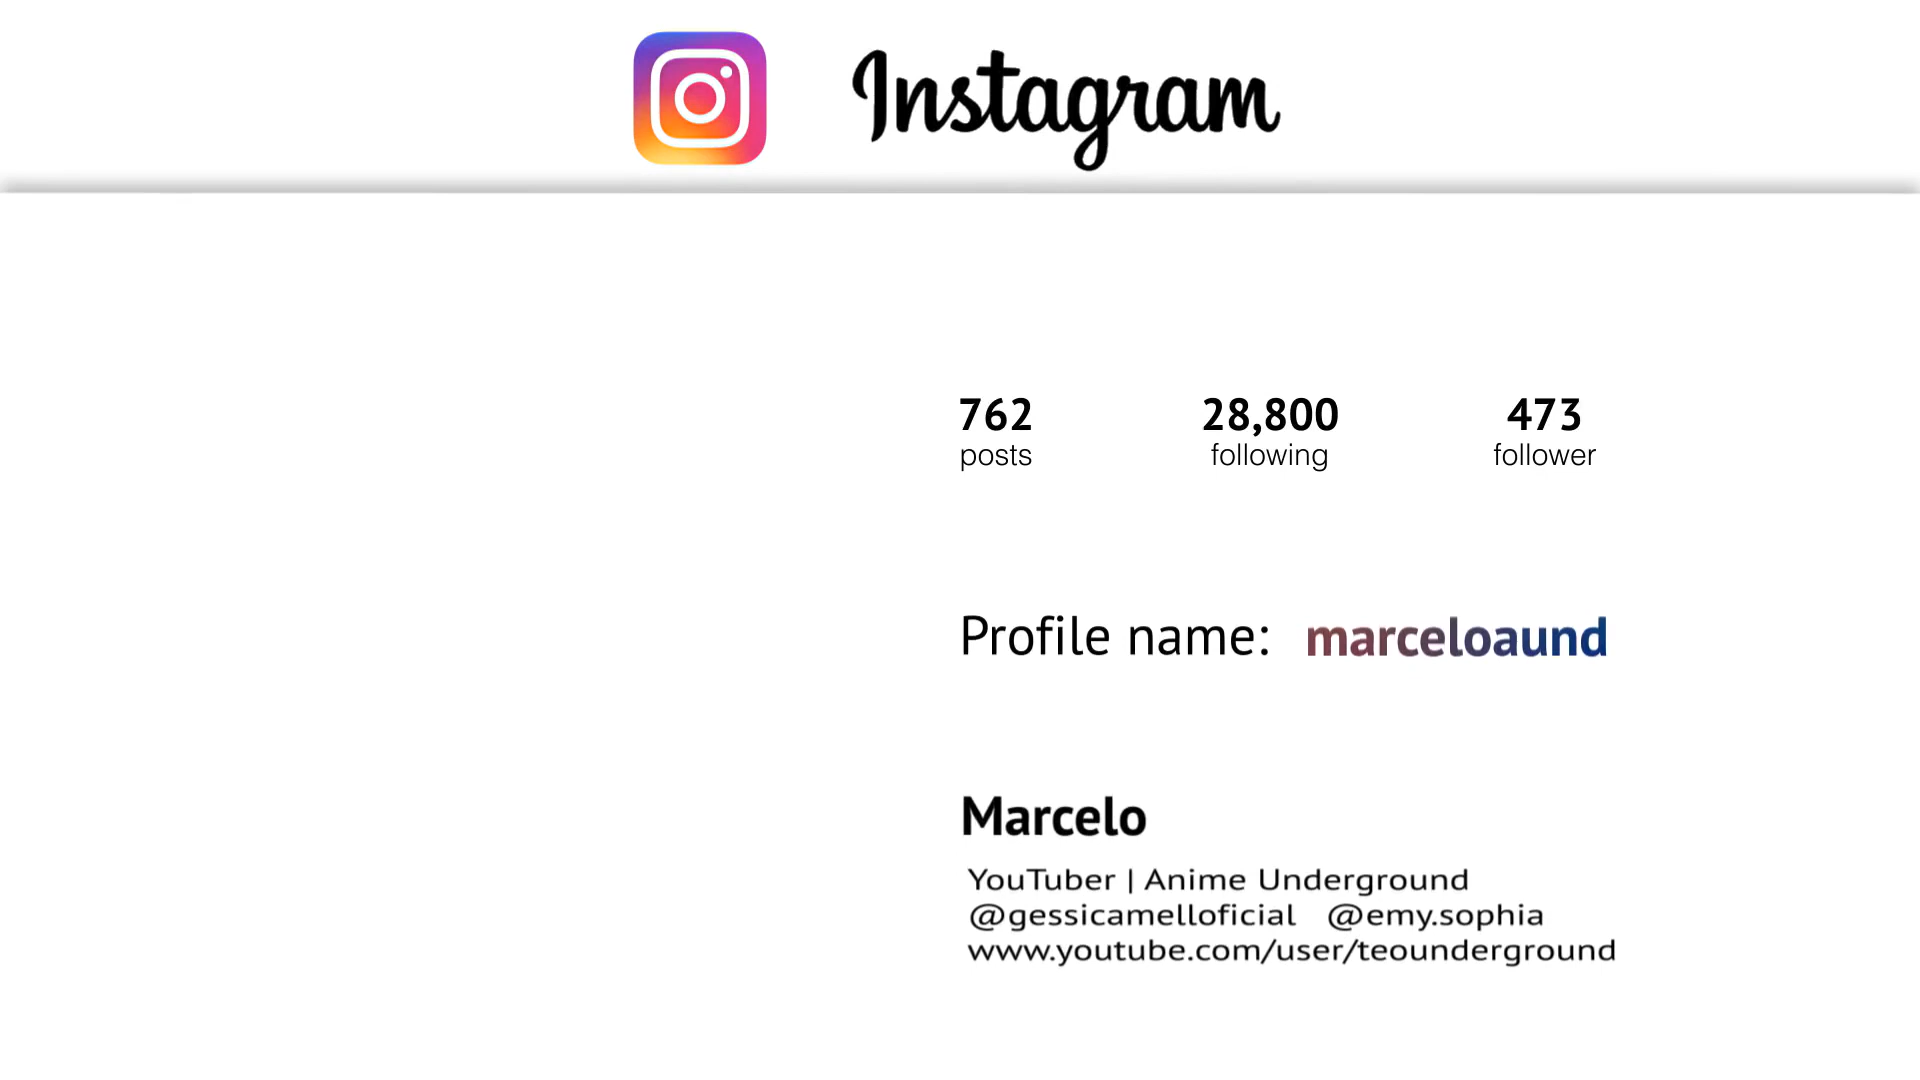 Instagram
762 28,800 473
posts following follower
Profile name: marceloaund
Marcelo
YouTuber | Anime Underground
@gessicamelloficial @emy.sophia
www.youtube.com/user/teounderground